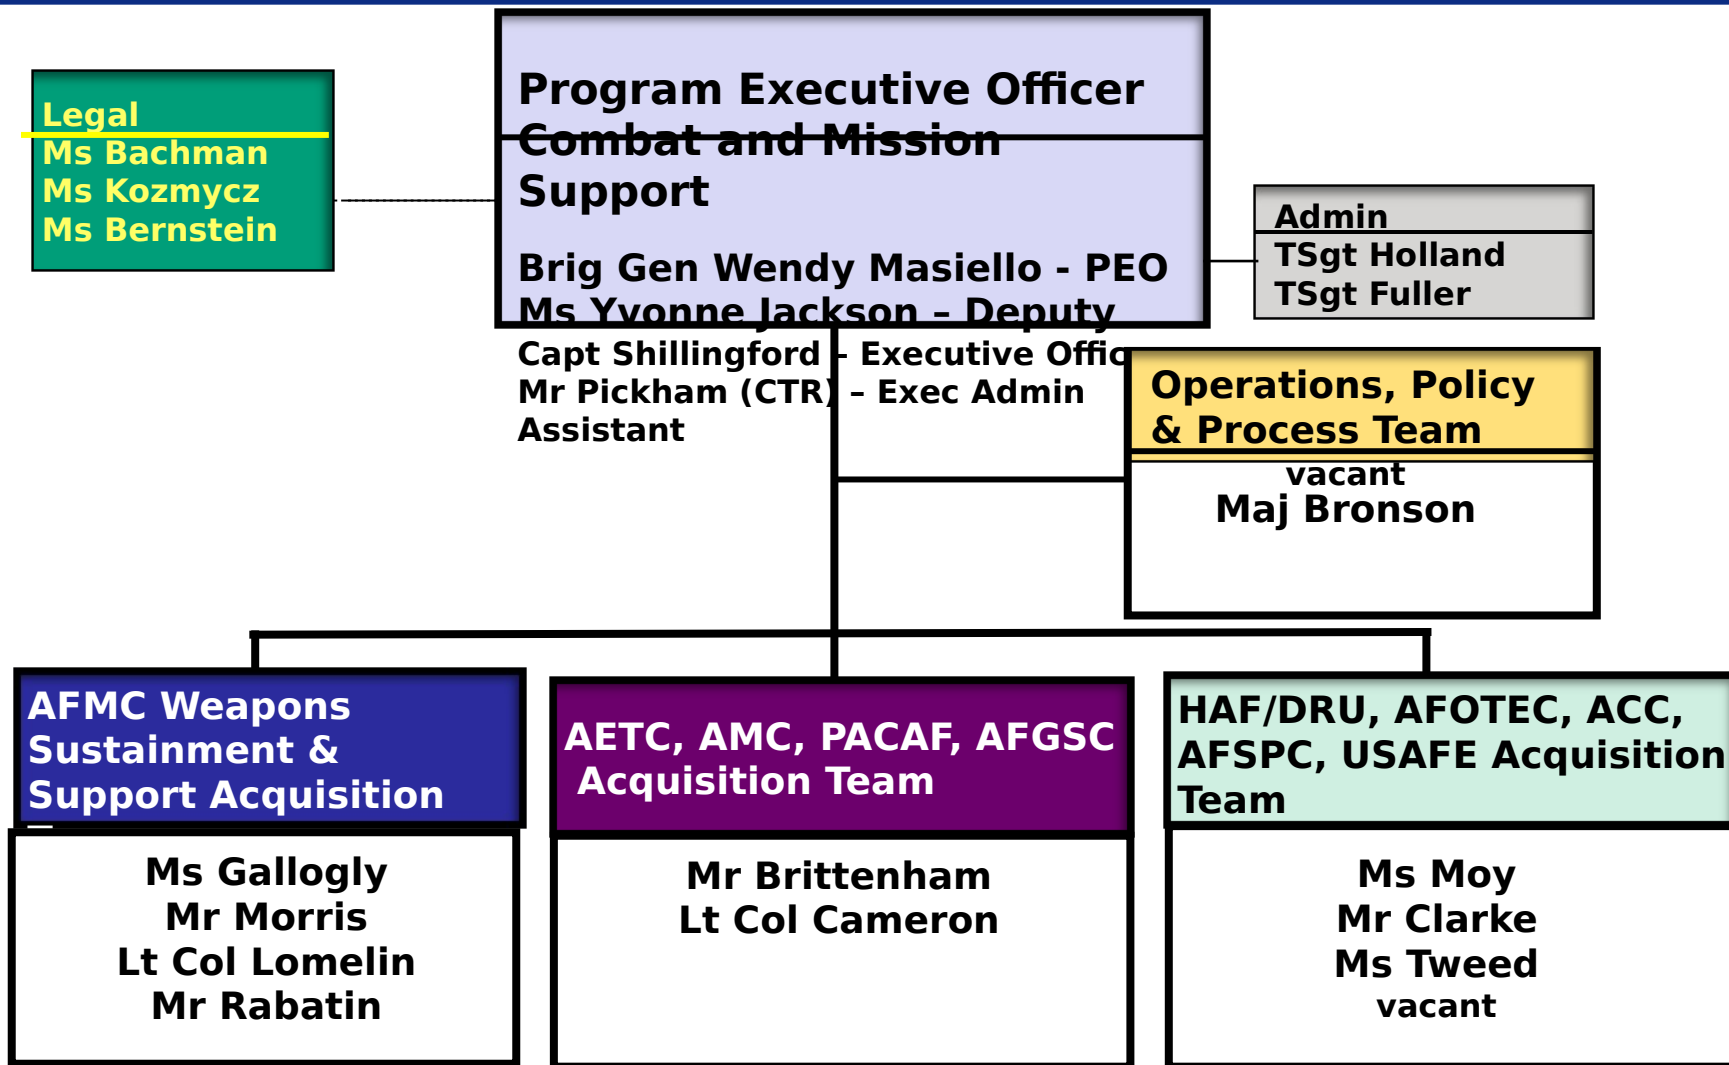 Program Executive Officer
Combat and Mission
Support
Brig Gen Wendy Masiello - PEO
Ms Yvonne Jackson – Deputy
Capt Shillingford – Executive Offic
Mr Pickham (CTR) – Exec Admin
Assistant
Legal
Ms Bachman
Ms Kozmycz
Ms Bernstein
Admin
TSgt Holland
TSgt Fuller
Operations, Policy
& Process Team
vacant
Maj Bronson
AFMC Weapons
Sustainment &
Support Acquisition
Ms Gallogly
Mr Morris
Lt Col Lomelin
Mr Rabatin
AETC, AMC, PACAF, AFGSC
Acquisition Team
Mr Brittenham
Lt Col Cameron
HAF/DRU, AFOTEC, ACC,
AFSPC, USAFE Acquisition
Team
Ms Moy
Mr Clarke
Ms Tweed
vacant